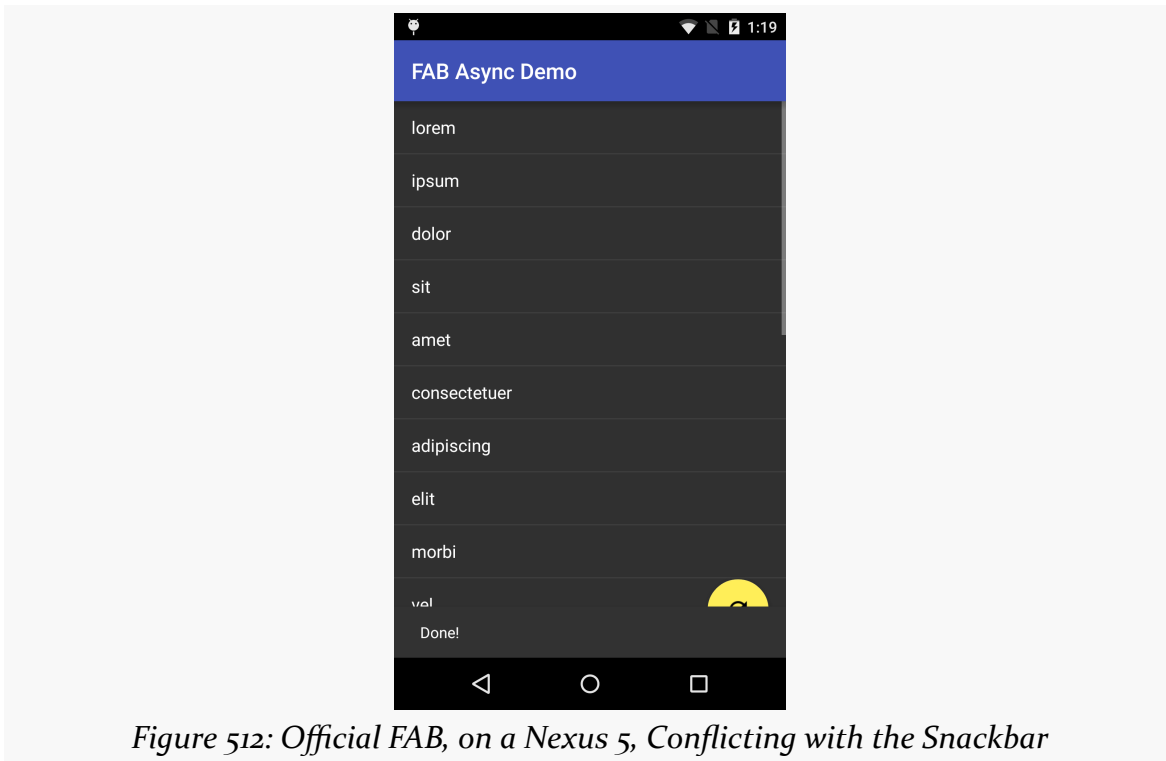 1:19
FAB Async Demo
lorem
ipsum
dolor
sit
amet
consectetuer
adipiscing
elit
morbi
vel
Done!
Figure 512: Official FAB, on a Nexus 5, Conflicting with the Snackbar